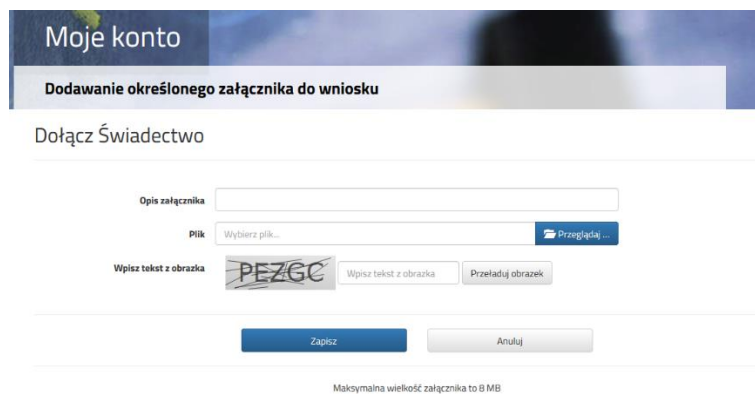 Moje konto
Dodawanie określonego załącznika do wniosku
Dołącz Świadectwo
Opis załącznika
Plik Wybierz plik... Przeglądaj ...
Wpisz tekst z obrazka PEZGC Wpisz tekst z obrazka Przeładuj obrazek
Zapisz Anuluj
Maksymalna wielkość załącznika to 8 MB